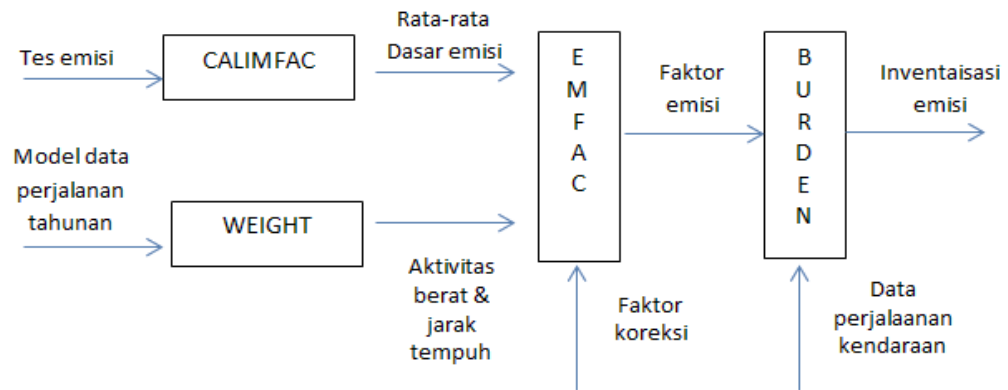 Tes emisi
CALIMFAC
Rata-rata
Dasar emisi
E
M
F
A
C
Faktor
emisi
B
U
R
D
E
N
Inventaisasi
emisi
Model data
perjalanan
tahunan
WEIGHT
Aktivitas
berat &
jarak
tempuh
Faktor
koreksi
Data
perjalaanan
kendaraan